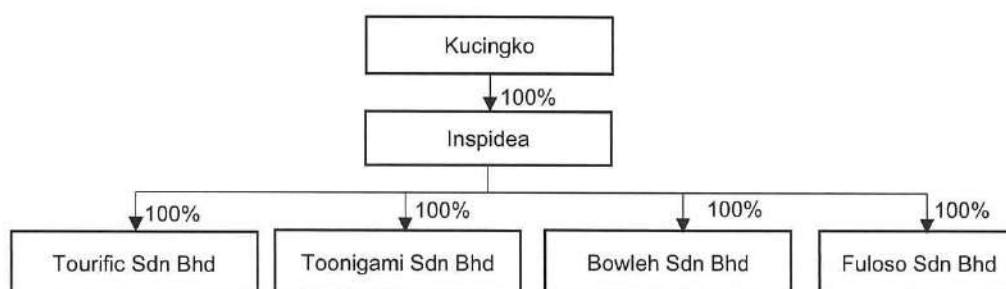 Kucingko
100%
Inspidea
100%
100%
100%
100%
Tourific Sdn Bhd
Toonigami Sdn Bhd
Bowleh Sdn Bhd
Fuloso Sdn Bhd